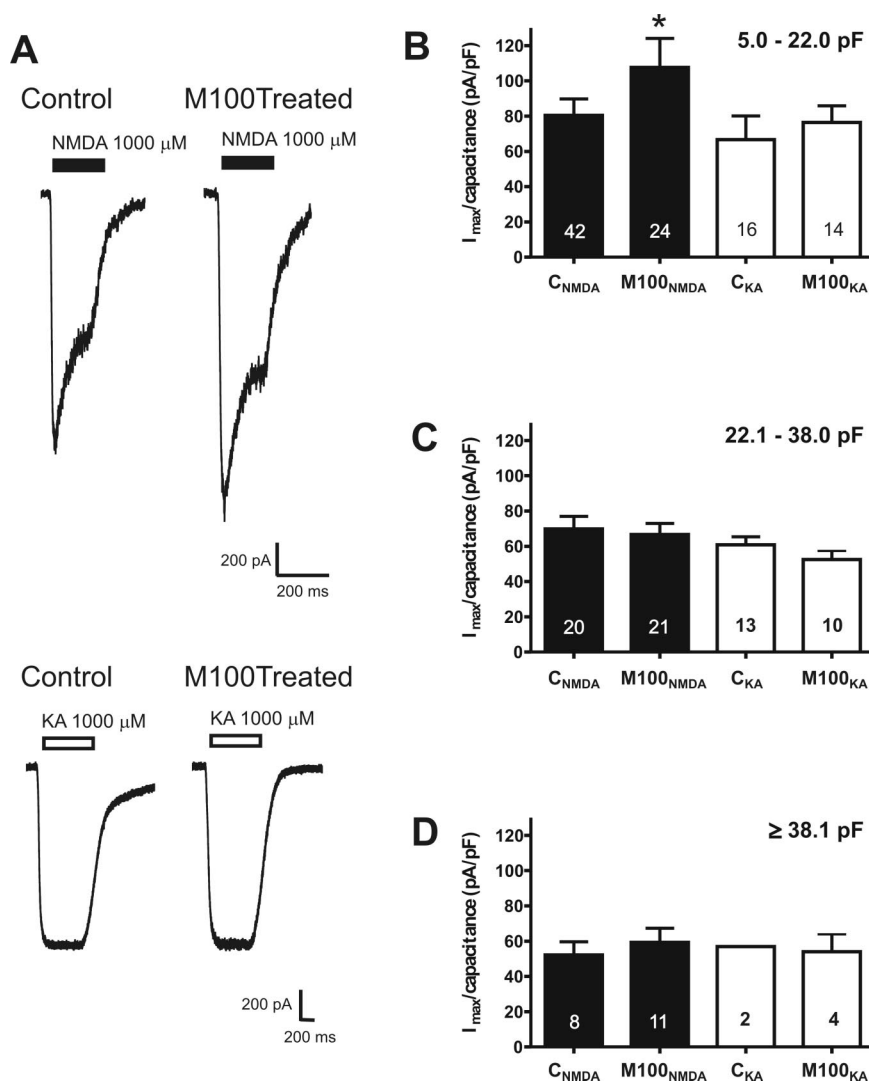 A
Control M100Treated
NMDA 1000 μM NMDA 1000 μM
200 pA
200 ms
Control M100Treated
KA 1000 μM KA 1000 μM
200 pA
200 ms
B
5.0 - 22.0 pF
*
Imax/capacitance (pA/pF)
120
100
80
60
40
20
0
42 24 16 14
CNMDA M100NMDA CKA M100KA
C
22.1 - 38.0 pF
Imax/capacitance (pA/pF)
120
100
80
60
40
20
0
20 21 13 10
CNMDA M100NMDA CKA M100KA
D
≥ 38.1 pF
Imax/capacitance (pA/pF)
120
100
80
60
40
20
0
8 11 2 4
CNMDA M100NMDA CKA M100KA